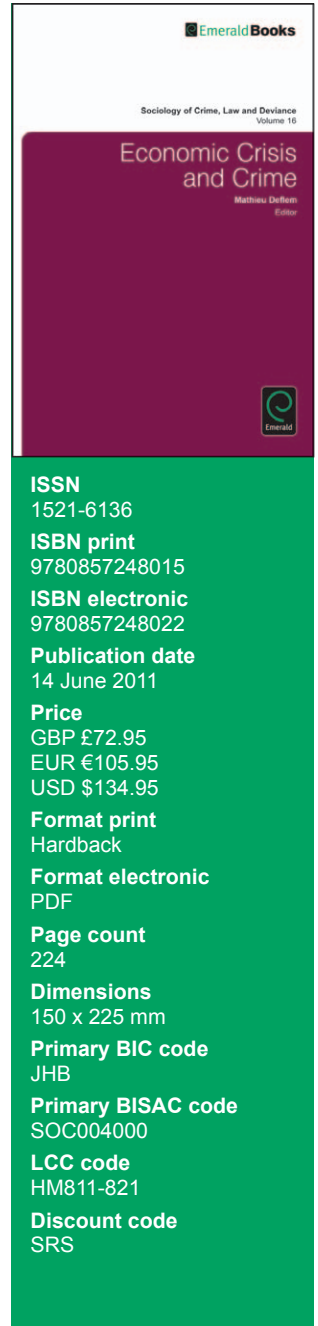 Emerald Books
Sociology of Crime, Law and Deviance
Volume 16
Economic Crisis
and Crime
Mathieu Deflem
Editor
Emerald
ISSN
1521-6136
ISBN print
9780857248015
ISBN electronic
9780857248022
Publication date
14 June 2011
Price
GBP £72.95
EUR €105.95
USD $134.95
Format print
Hardback
Format electronic
PDF
Page count
224
Dimensions
150 x 225 mm
Primary BIC code
JHB
Primary BISAC code
SOC004000
LCC code
HM811-821
Discount code
SRS